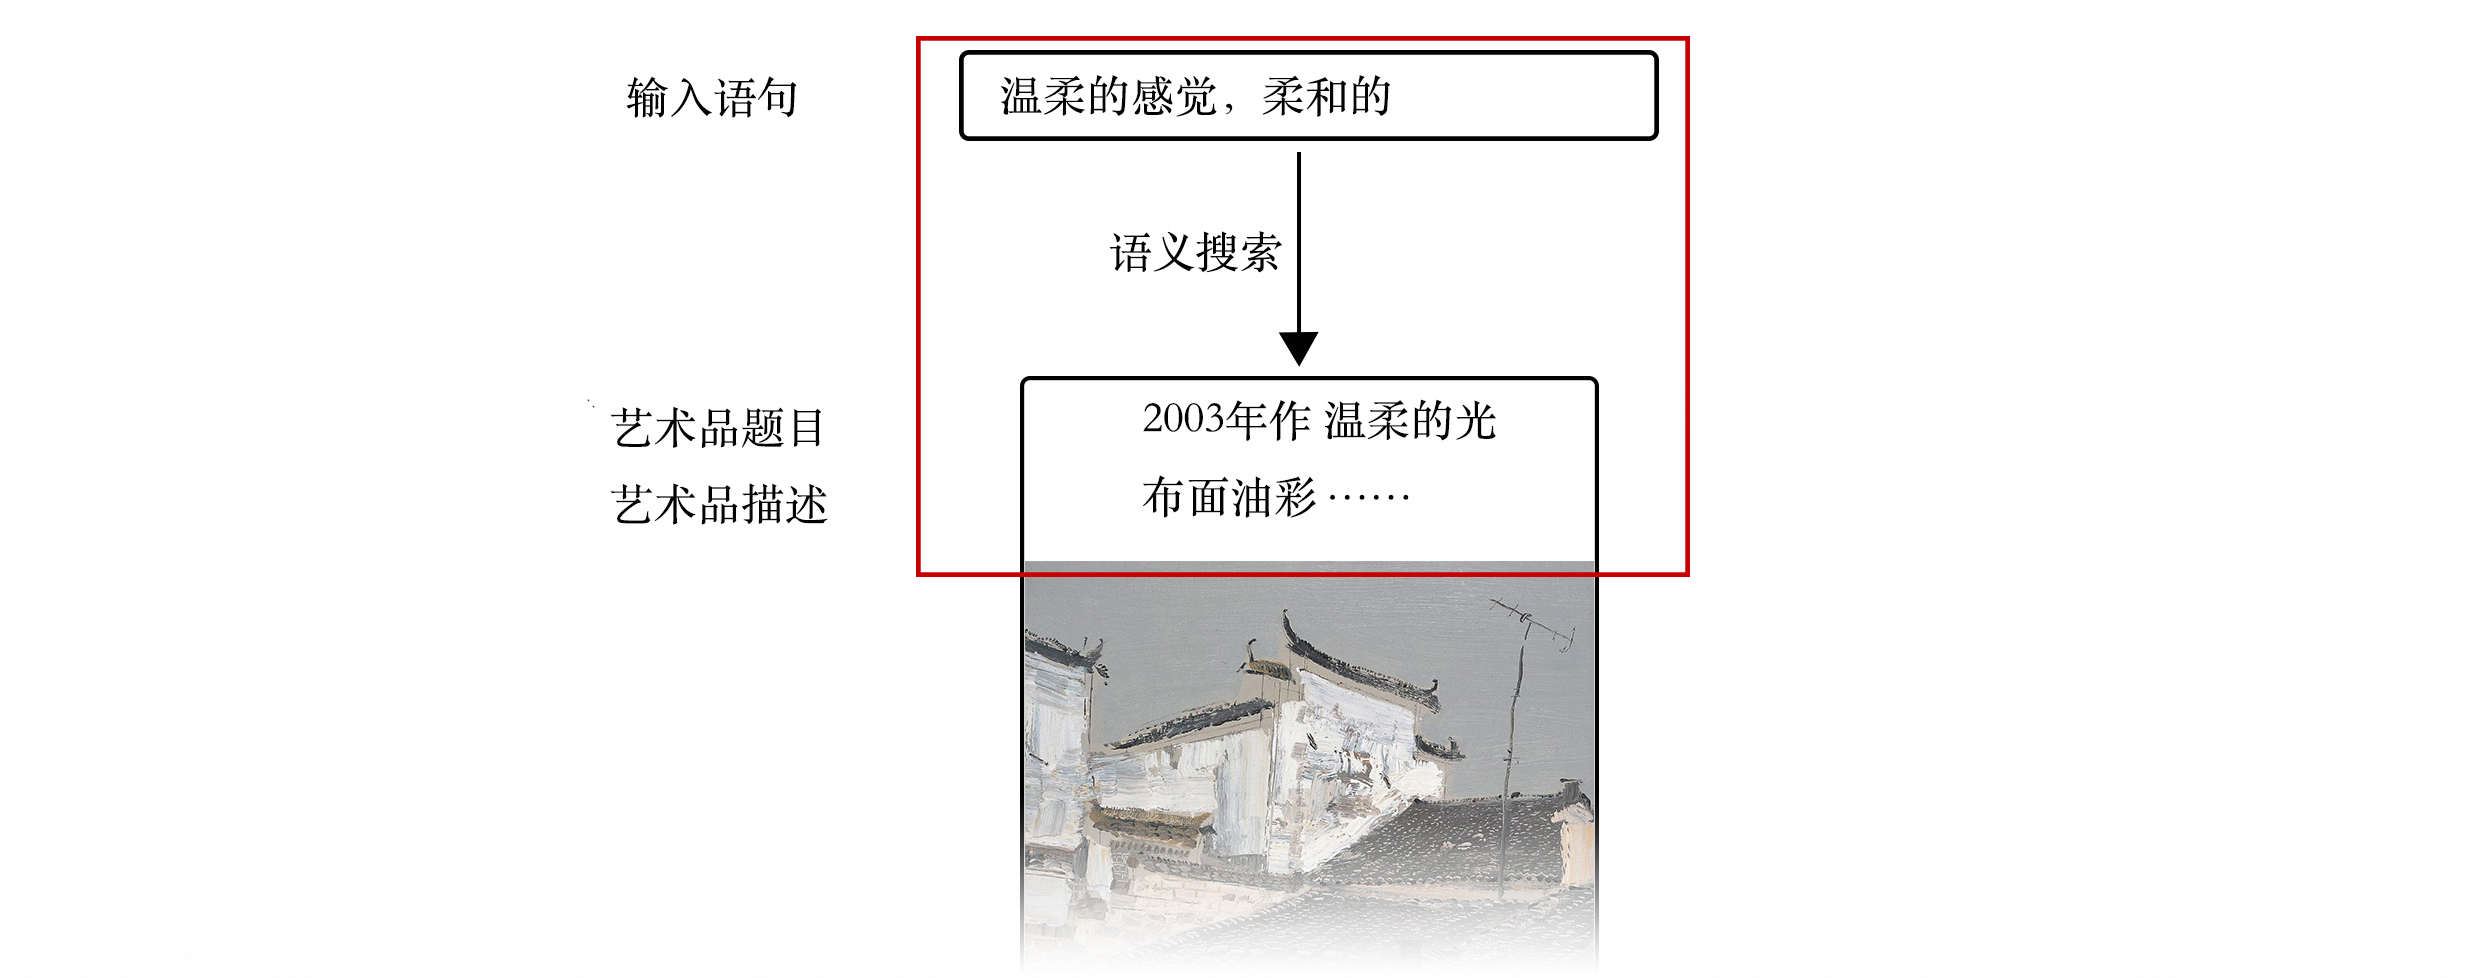 输入语句
温柔的感觉，柔和的
语义搜索
艺术品题目
2003年作 温柔的光
艺术品描述
布面油彩……